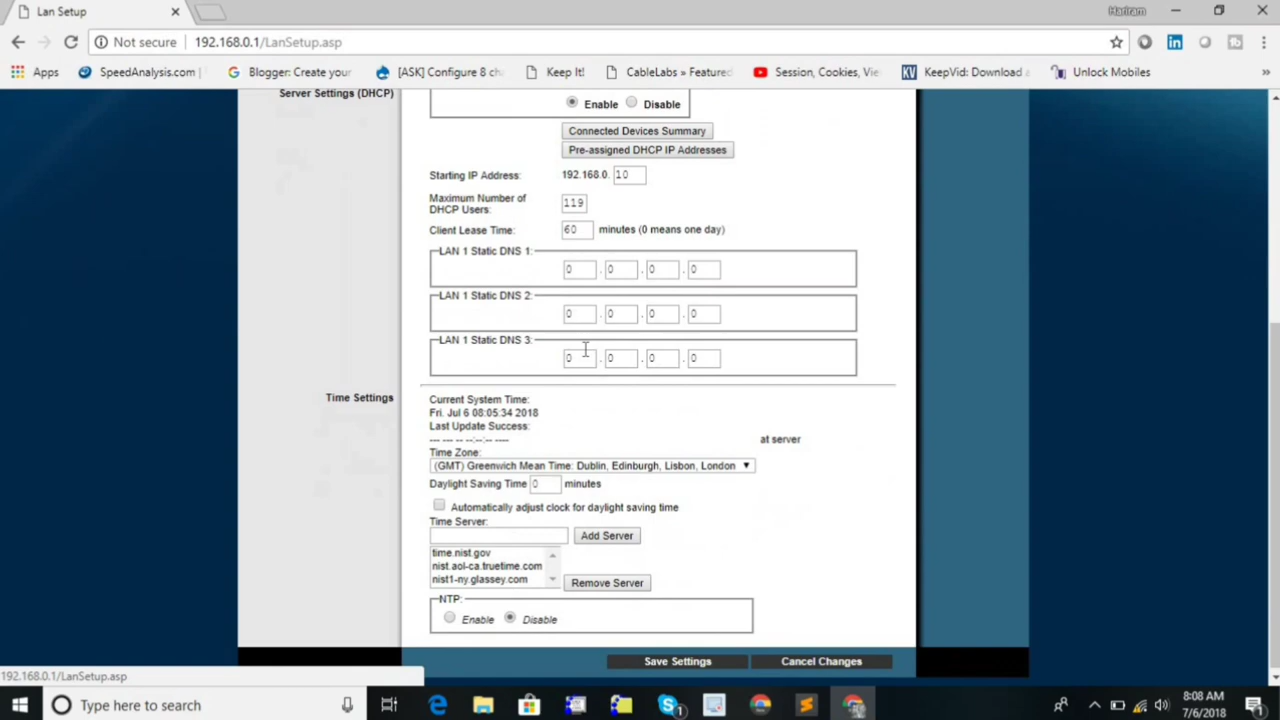 Lan Setup
Hariram
Not secure
192.168.0.1/LanSetup.asp
Apps
SpeedAnalysis.com
Blogger: Create your
[ASK] Configure 8 ch
Keep It!
CableLabs » Featured
Session, Cookies, Vie
KeepVid: Download a
Unlock Mobiles
»
Server Settings (DHCP)
Enable Disable
Connected Devices Summary
Pre-assigned DHCP IP Addresses
Starting IP Address: 192.168.0. 10
Maximum Number of
DHCP Users: 119
Client Lease Time: 60 minutes (0 means one day)
LAN 1 Static DNS 1:
0 . 0 . 0 . 0
LAN 1 Static DNS 2:
0 . 0 . 0 . 0
LAN 1 Static DNS 3:
0 . 0 . 0 . 0
Time Settings
Current System Time:
Fri. Jul 6 08:05:34 2018
Last Update Success:
--- --- -- --:--:-- ---- at server
Time Zone:
(GMT) Greenwich Mean Time: Dublin, Edinburgh, Lisbon, London
Daylight Saving Time 0 minutes
Automatically adjust clock for daylight saving time
Time Server:
Add Server
time.nist.gov
nist.aol-ca.truetime.com
nist1-ny.glassey.com
Remove Server
NTP:
Enable Disable
Save Settings Cancel Changes
192.168.0.1/LanSetup.asp
Type here to search
1
8:08 AM
7/6/2018
1